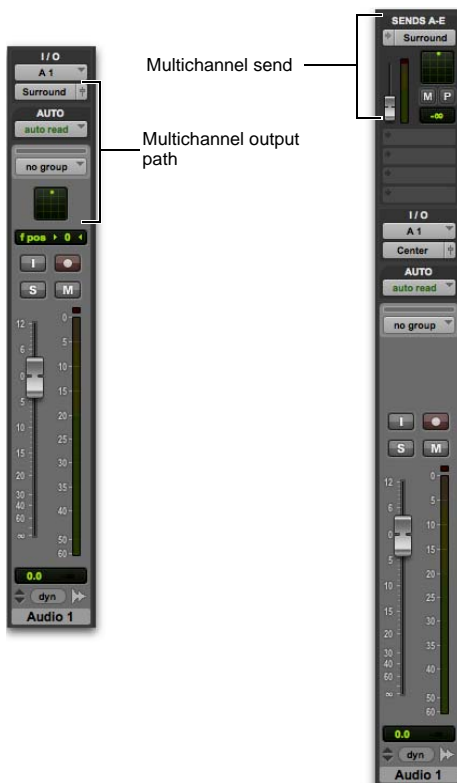 I/O
A 1
Surround
AUTO
auto read
no group
f pos 0
I
S M
12
6
0
5
10
15
20
30
40
60
∞
0
5
10
15
20
25
30
35
40
50
60
0.0
dyn
Audio 1
Multichannel send
Multichannel output
path
SENDS A-E
Surround
M P
-∞
I/O
A 1
Center
AUTO
auto read
no group
I
S M
12
6
0
5
10
15
20
30
40
60
∞
0
5
10
15
20
25
30
35
40
50
60
0.0
dyn
Audio 1